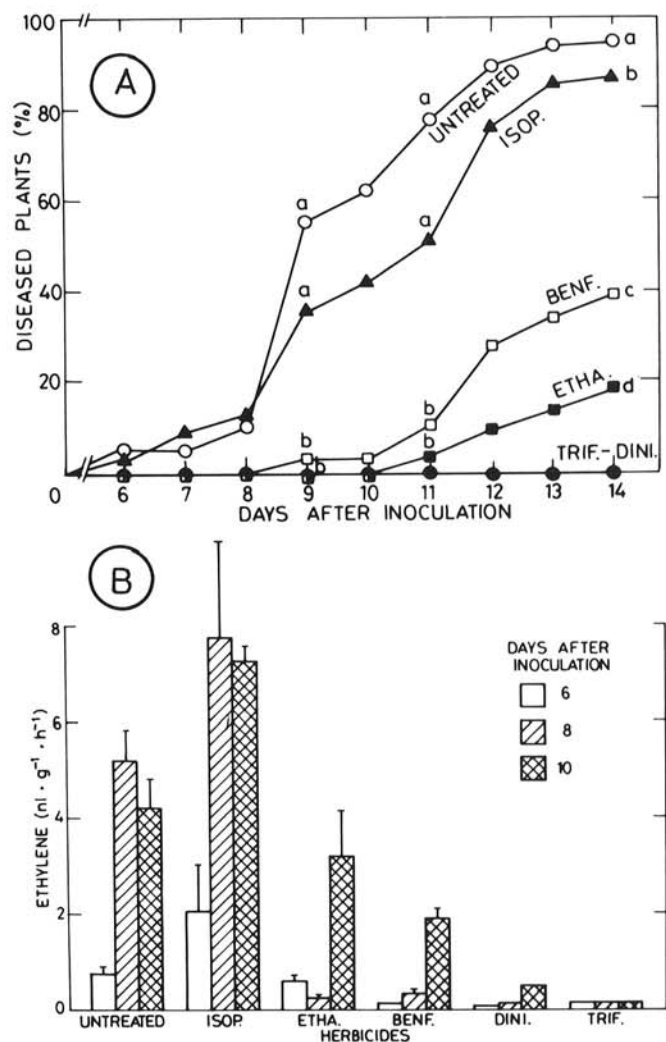 A
DISEASED PLANTS (%)
100
80
60
40
20
0
a
a
a
b
UNTREATED
ISOP.
a
a
BENF.
c
ETHA.
d
b
b
b
b
TRIF.-DINI.
6 7 8 9 10 11 12 13 14
DAYS AFTER INOCULATION
B
ETHYLENE (nl · g⁻¹ · h⁻¹)
8
6
4
2
0
DAYS AFTER
INOCULATION
6
8
10
UNTREATED ISOP. ETHA. BENF. DINI. TRIF.
HERBICIDES